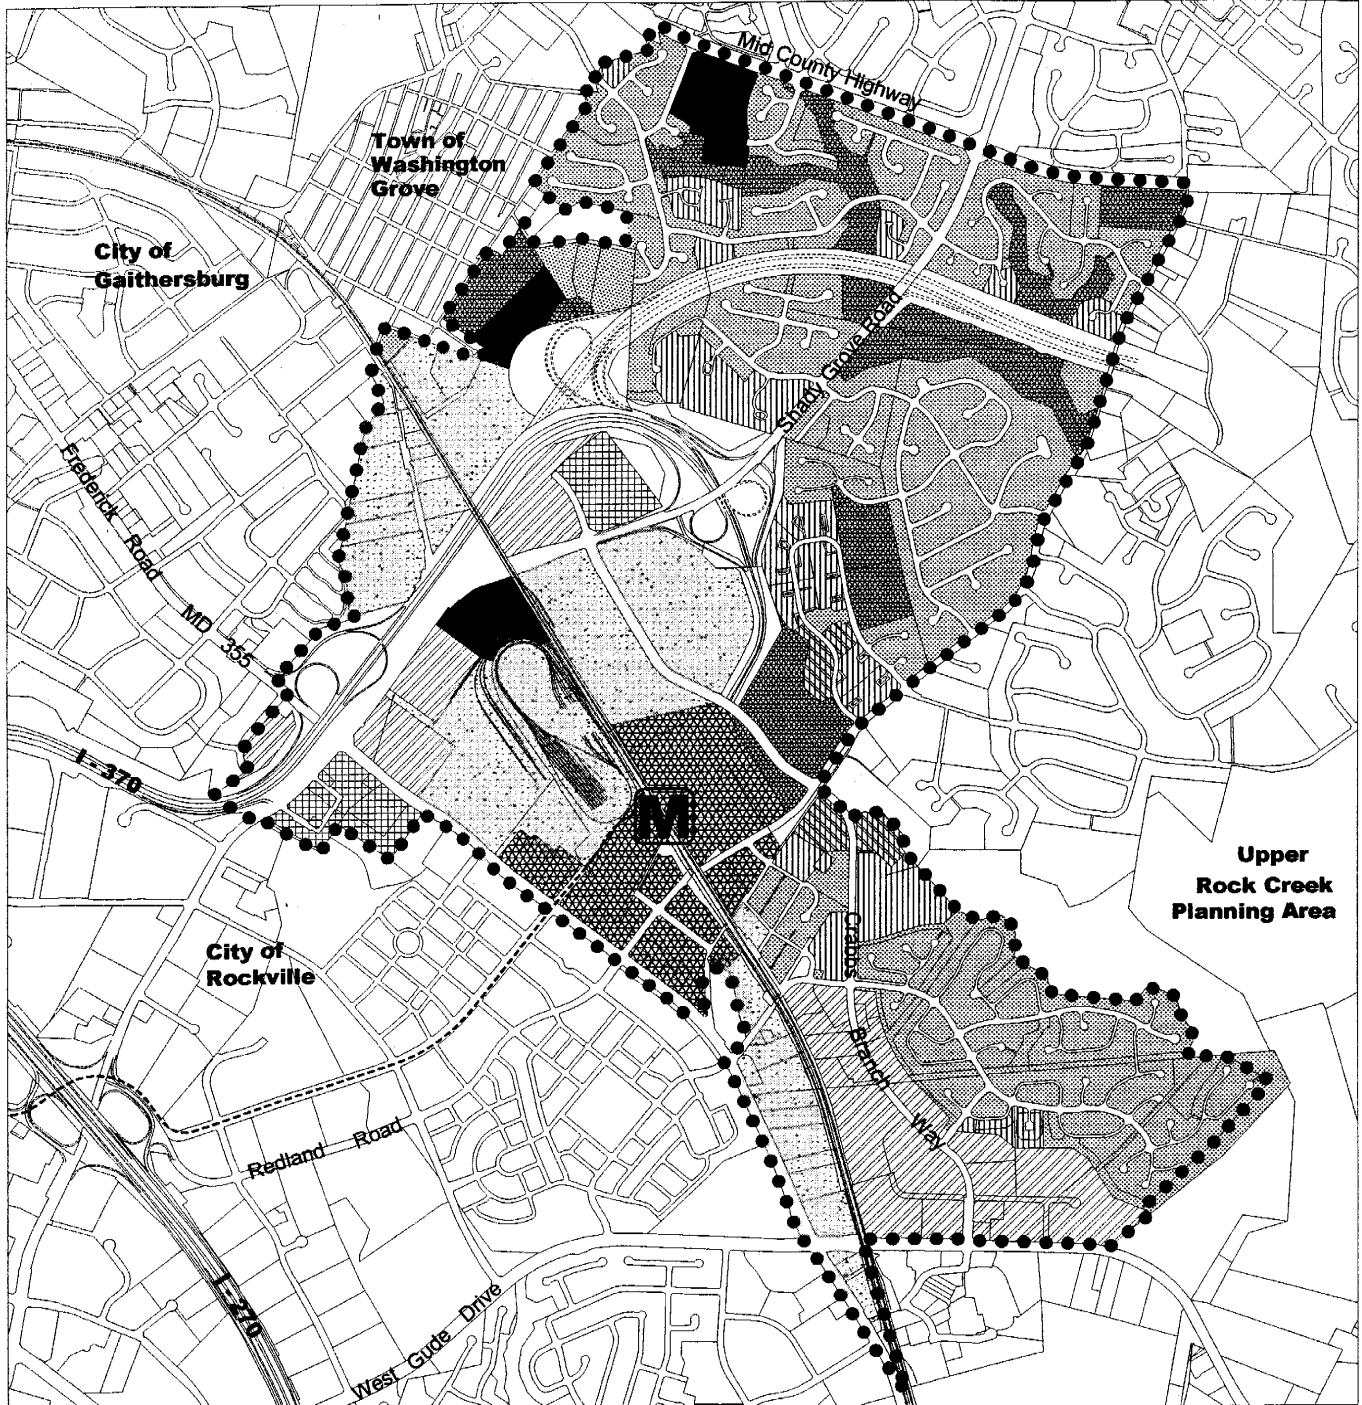 Mid County Highway
Town of
Washington
Grove
City of
Gaithersburg
Shady Grove Road
Frederick Road
MD 355
I - 370
M
Upper
Rock Creek
Planning Area
City of
Rockville
Crabbs Branch Way
Redland Road
I - 270
West Gude Drive